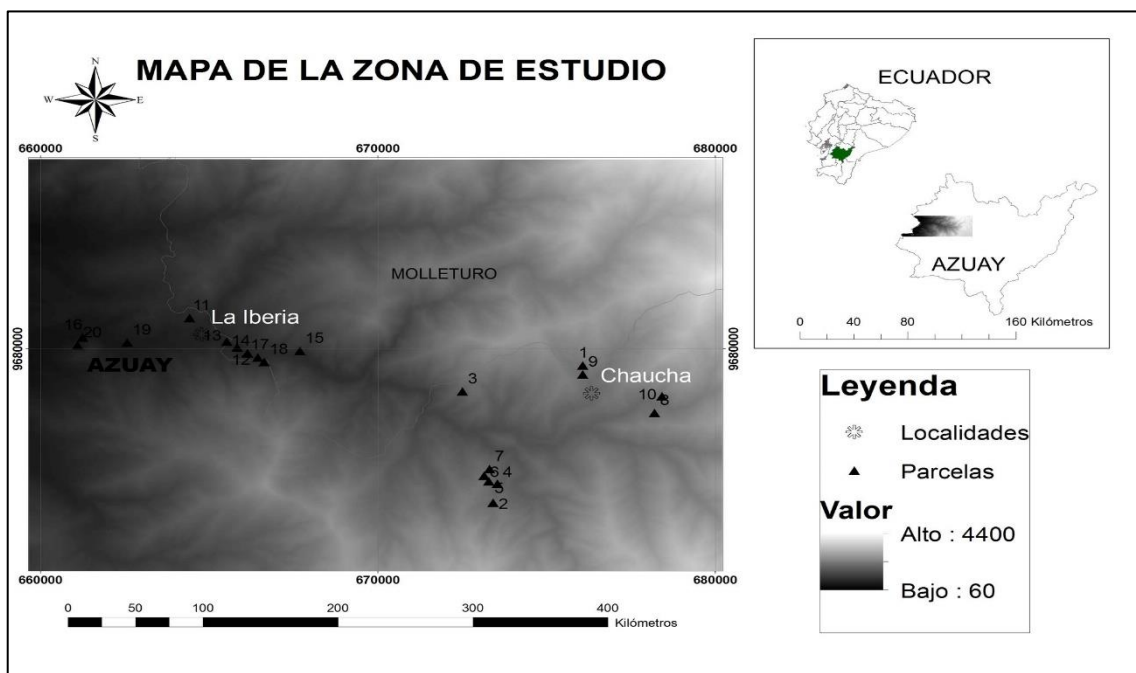 MAPA DE LA ZONA DE ESTUDIO
N
W E
S
660000 670000 680000
MOLLETURO
11
La Iberia
16 20 19 13 14 17 18 15
12
AZUAY
9680000 9680000
3
1
9
Chaucha
10 8
7
6 4
5
2
660000 670000 680000
0 50 100 200 300 400
Kilómetros
ECUADOR
AZUAY
0 40 80 160 Kilómetros
Leyenda
Localidades
Parcelas
Valor
Alto : 4400
Bajo : 60